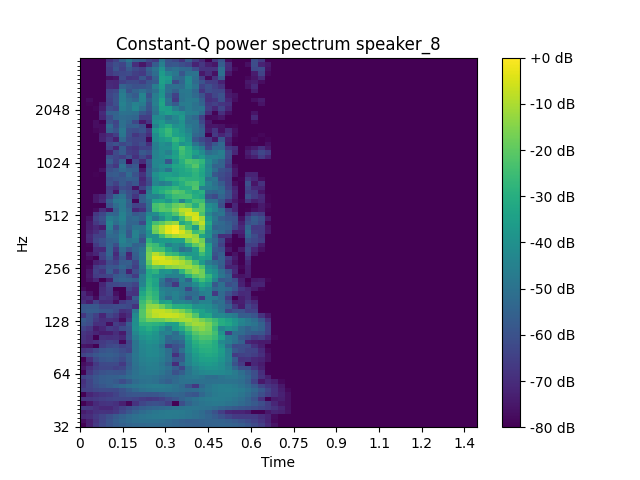 Constant-Q power spectrum speaker_8
+0 dB
-10 dB
-20 dB
-30 dB
-40 dB
-50 dB
-60 dB
-70 dB
-80 dB
Hz
2048
1024
512
256
128
64
32
0 0.15 0.3 0.45 0.6 0.75 0.9 1.1 1.2 1.4
Time